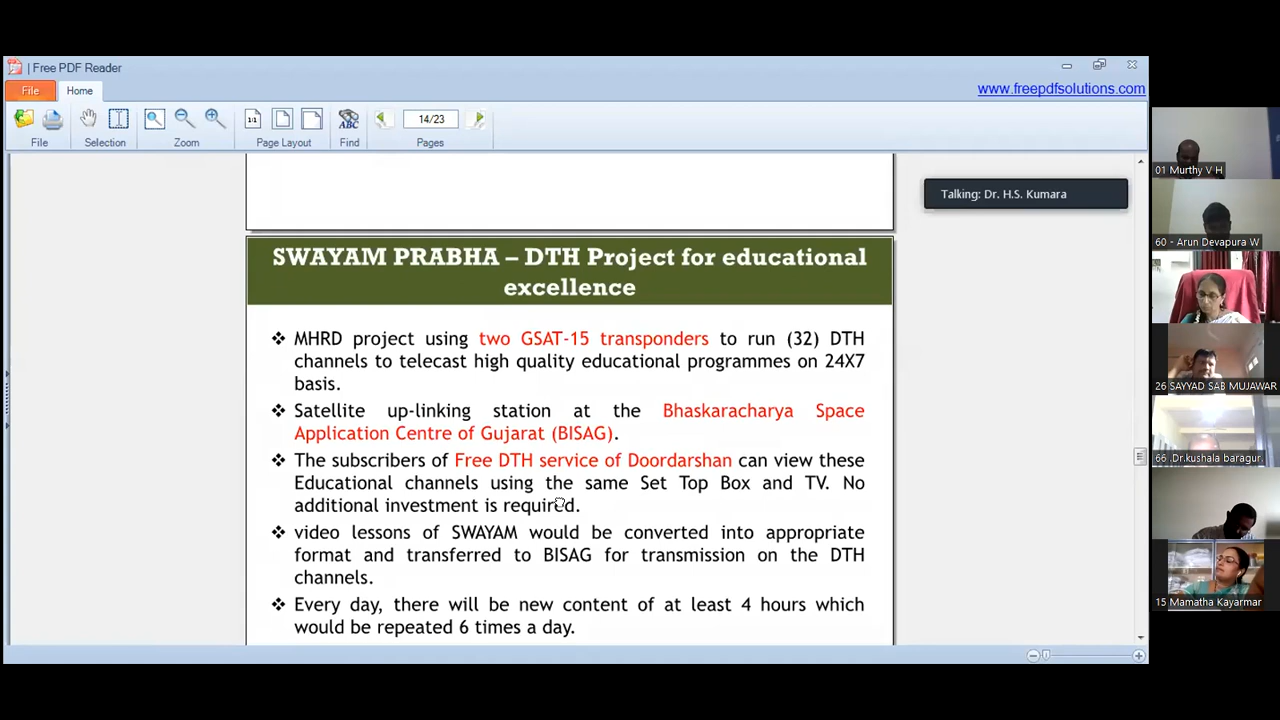 | Free PDF Reader
File
Home
www.freepdfsolutions.com
1:1
ABC
14/23
File
Selection
Zoom
Page Layout
Find
Pages
Talking: Dr. H.S. Kumara
SWAYAM PRABHA – DTH Project for educational
excellence
❖ MHRD project using two GSAT-15 transponders to run (32) DTH
channels to telecast high quality educational programmes on 24X7
basis.
❖ Satellite up-linking station at the Bhaskaracharya Space
Application Centre of Gujarat (BISAG).
❖ The subscribers of Free DTH service of Doordarshan can view these
Educational channels using the same Set Top Box and TV. No
additional investment is required.
❖ video lessons of SWAYAM would be converted into appropriate
format and transferred to BISAG for transmission on the DTH
channels.
❖ Every day, there will be new content of at least 4 hours which
would be repeated 6 times a day.
01 Murthy V H
60 - Arun Devapura W
26 SAYYAD SAB MUJAWAR
66 .Dr.kushala baragur.
15 Mamatha Kayarmar